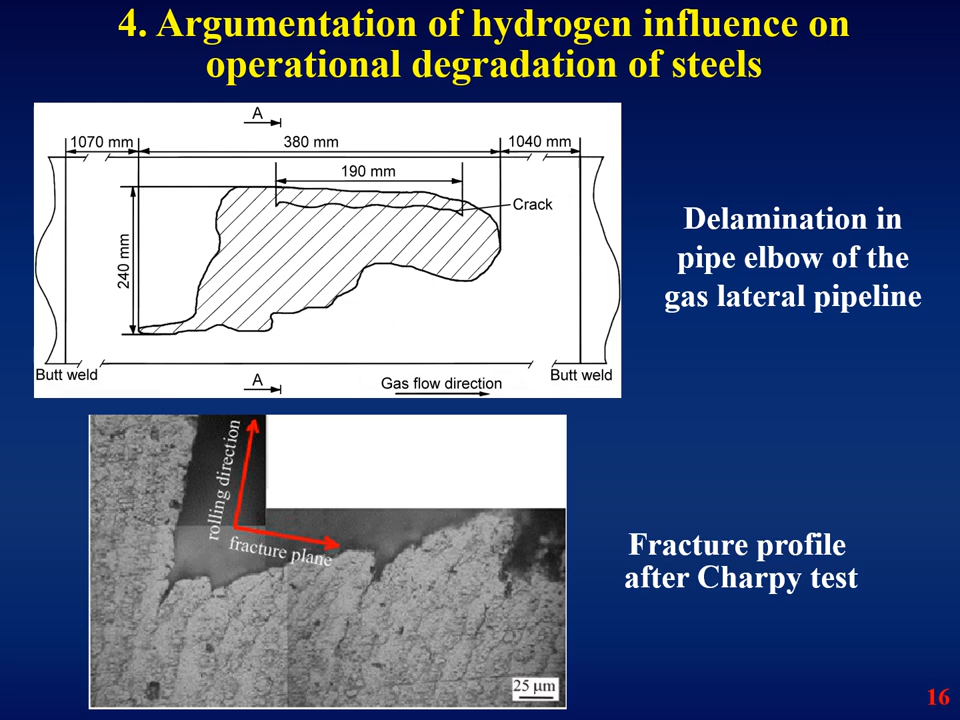 4. Argumentation of hydrogen influence on
operational degradation of steels
A
1070 mm
380 mm
1040 mm
190 mm
Crack
240 mm
Butt weld
A
Gas flow direction
Butt weld
Delamination in
pipe elbow of the
gas lateral pipeline
rolling direction
fracture plane
25 µm
Fracture profile
after Charpy test
16